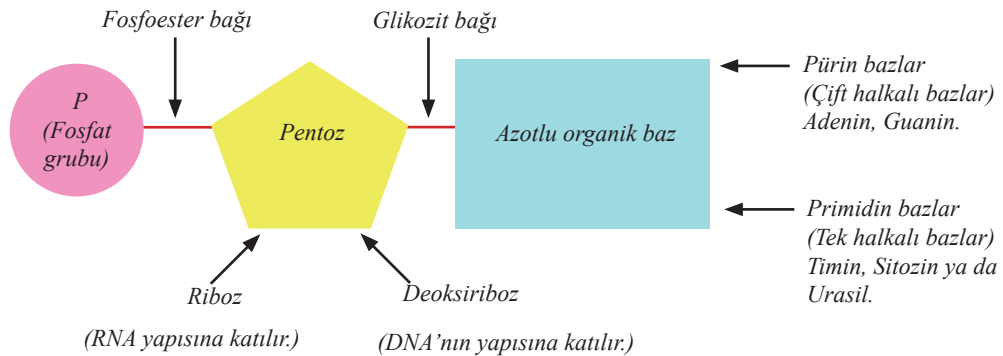 Fosfoester bağı
Glikozit bağı
P
(Fosfat
grubu)
Pentoz
Azotlu organik baz
Pürin bazlar
(Çift halkalı bazlar)
Adenin, Guanin.
Primidin bazlar
(Tek halkalı bazlar)
Timin, Sitozin ya da
Urasil.
Riboz
(RNA yapısına katılır.)
Deoksiriboz
(DNA’nın yapısına katılır.)